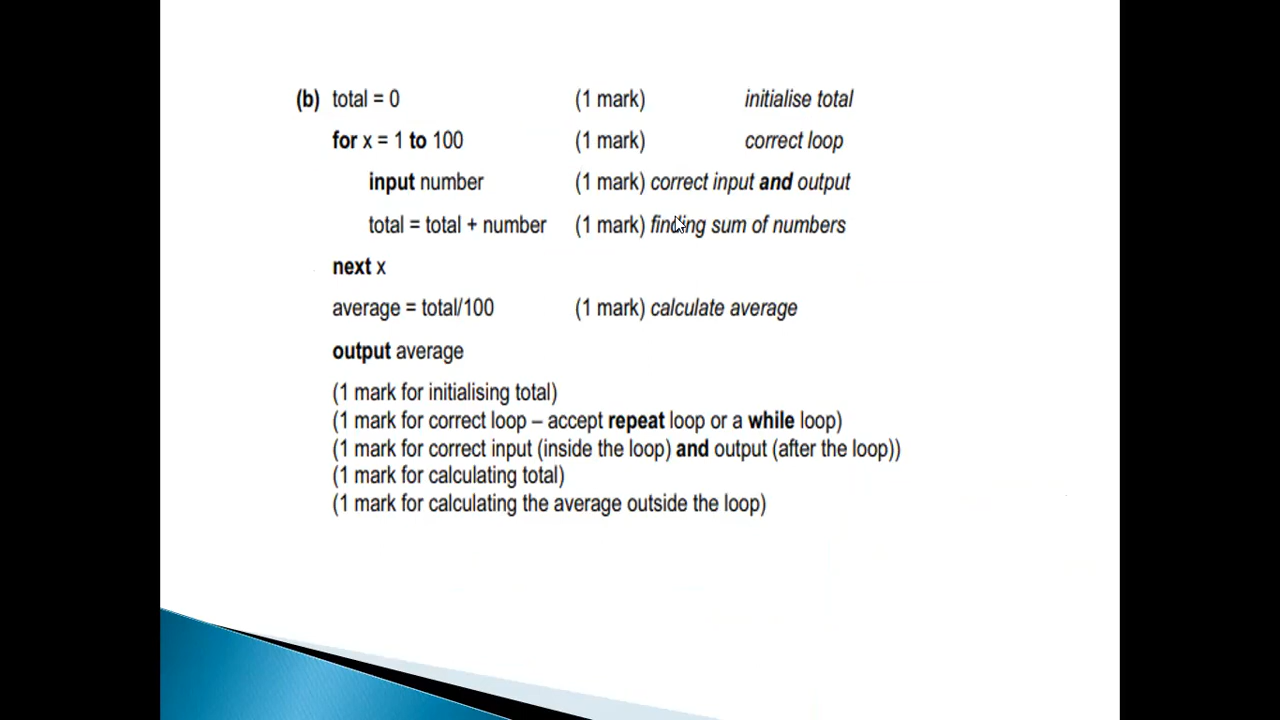 (b) total = 0 (1 mark) initialise total
for x = 1 to 100 (1 mark) correct loop
input number (1 mark) correct input and output
total = total + number (1 mark) finding sum of numbers
next x
average = total/100 (1 mark) calculate average
output average
(1 mark for initialising total)
(1 mark for correct loop – accept repeat loop or a while loop)
(1 mark for correct input (inside the loop) and output (after the loop))
(1 mark for calculating total)
(1 mark for calculating the average outside the loop)